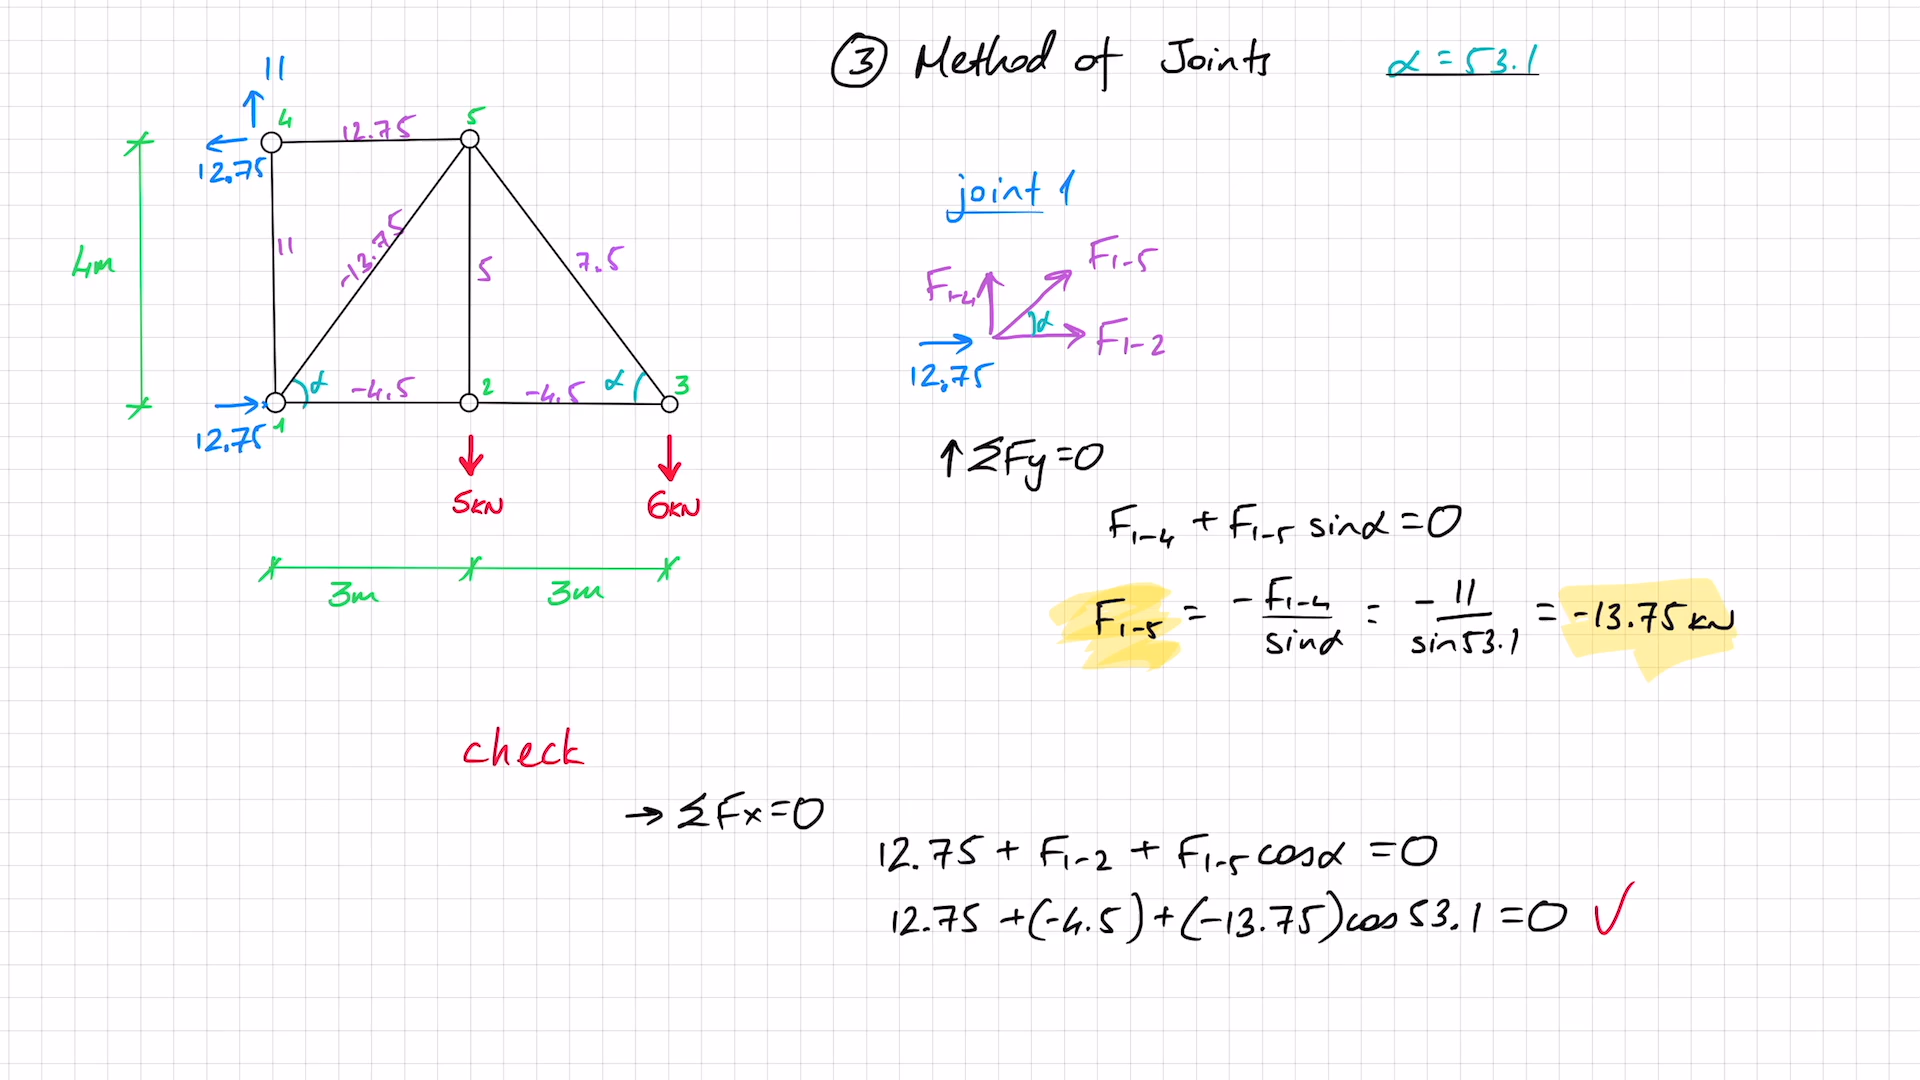 ③ Method of Joints
α = 53.1
11
4
12.75
5
12.75
4m
11
-13.75
5
7.5
α
-4.5
2
-4.5
α
3
12.75
1
5kN
6kN
3m
3m
joint 1
F1-4
F1-5
α
F1-2
12.75
↑ΣFy=0
F1-4 + F1-5 sinα = 0
F1-5 = -F1-4/sinα = -11/sin53.1 = -13.75kN
check
→ΣFx=0
12.75 + F1-2 + F1-5 cosα = 0
12.75 +(-4.5)+(-13.75)cos53.1 =0 ✓